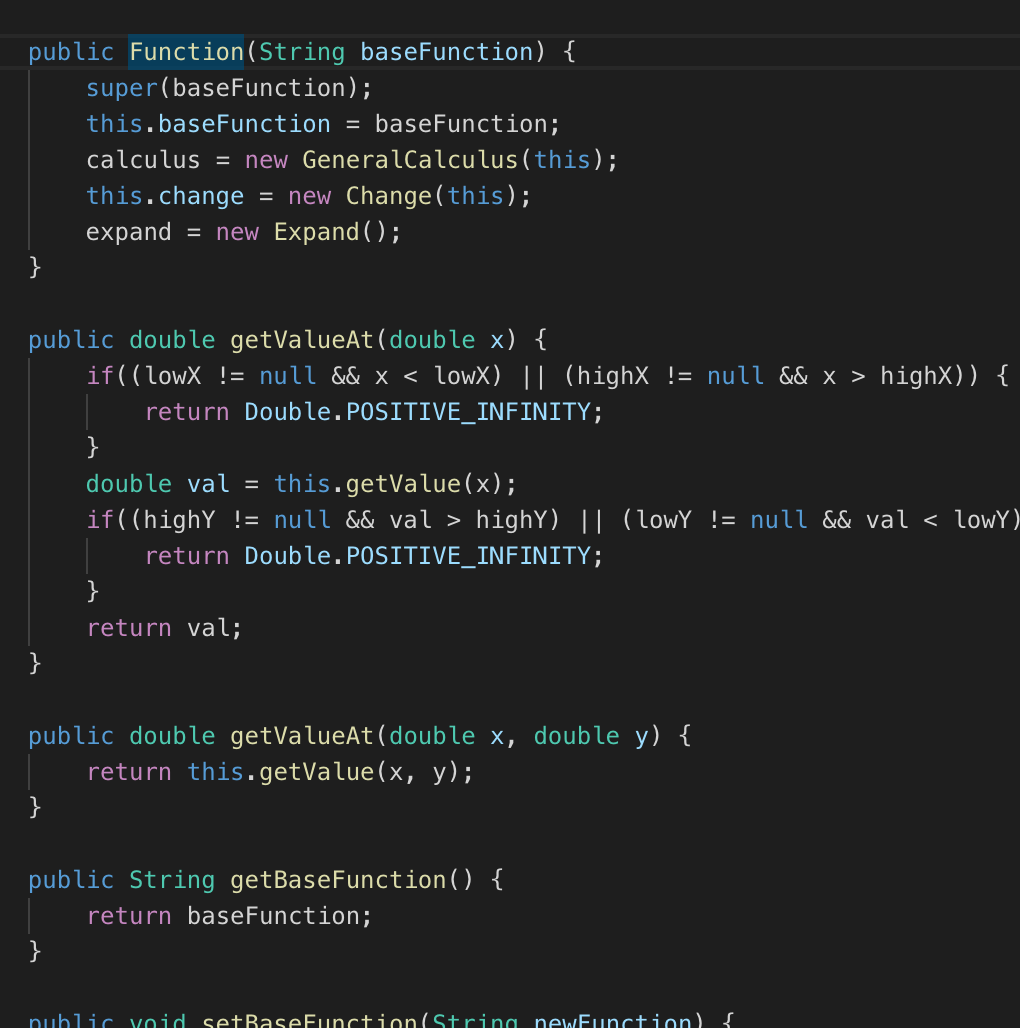 public Function(String baseFunction) {
    super(baseFunction);
    this.baseFunction = baseFunction;
    calculus = new GeneralCalculus(this);
    this.change = new Change(this);
    expand = new Expand();
}

public double getValueAt(double x) {
    if((lowX != null && x < lowX) || (highX != null && x > highX)) {
        return Double.POSITIVE_INFINITY;
    }
    double val = this.getValue(x);
    if((highY != null && val > highY) || (lowY != null && val < lowY)
        return Double.POSITIVE_INFINITY;
    }
    return val;
}

public double getValueAt(double x, double y) {
    return this.getValue(x, y);
}

public String getBaseFunction() {
    return baseFunction;
}

public void setBaseFunction(String newFunction) {